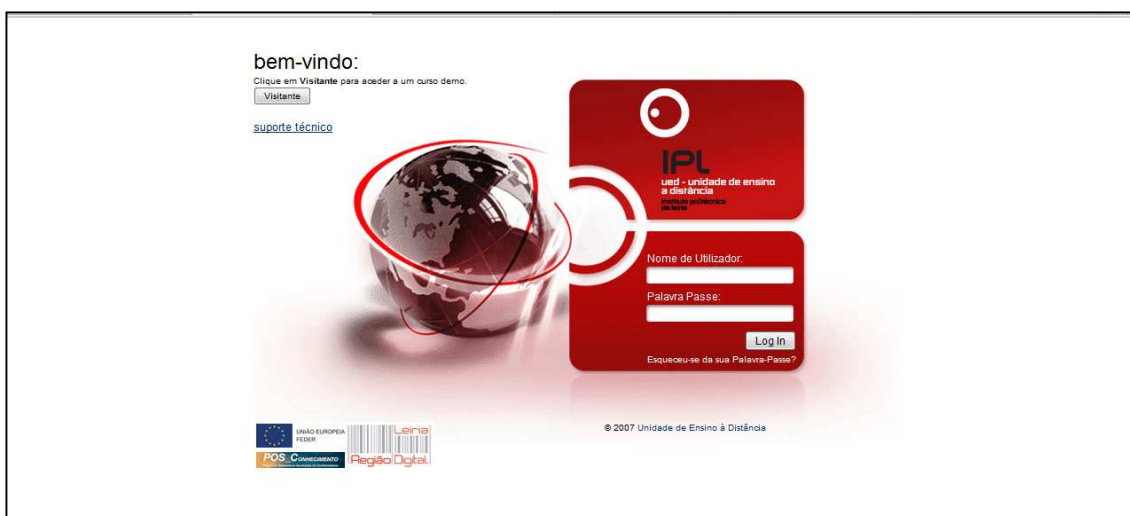 bem-vindo:
Clique em Visitante para aceder a um curso demo.
Visitante
suporte técnico
IPL
ued - unidade de ensino
a distância
instituto politécnico
de leiria
Nome de Utilizador:
Palavra Passe:
Log In
Esqueceu-se da sua Palavra-Passe?
UNIÃO EUROPEIA
FEDER
POS_CONHECIMENTO
Leiria
Região Digital
© 2007 Unidade de Ensino à Distância